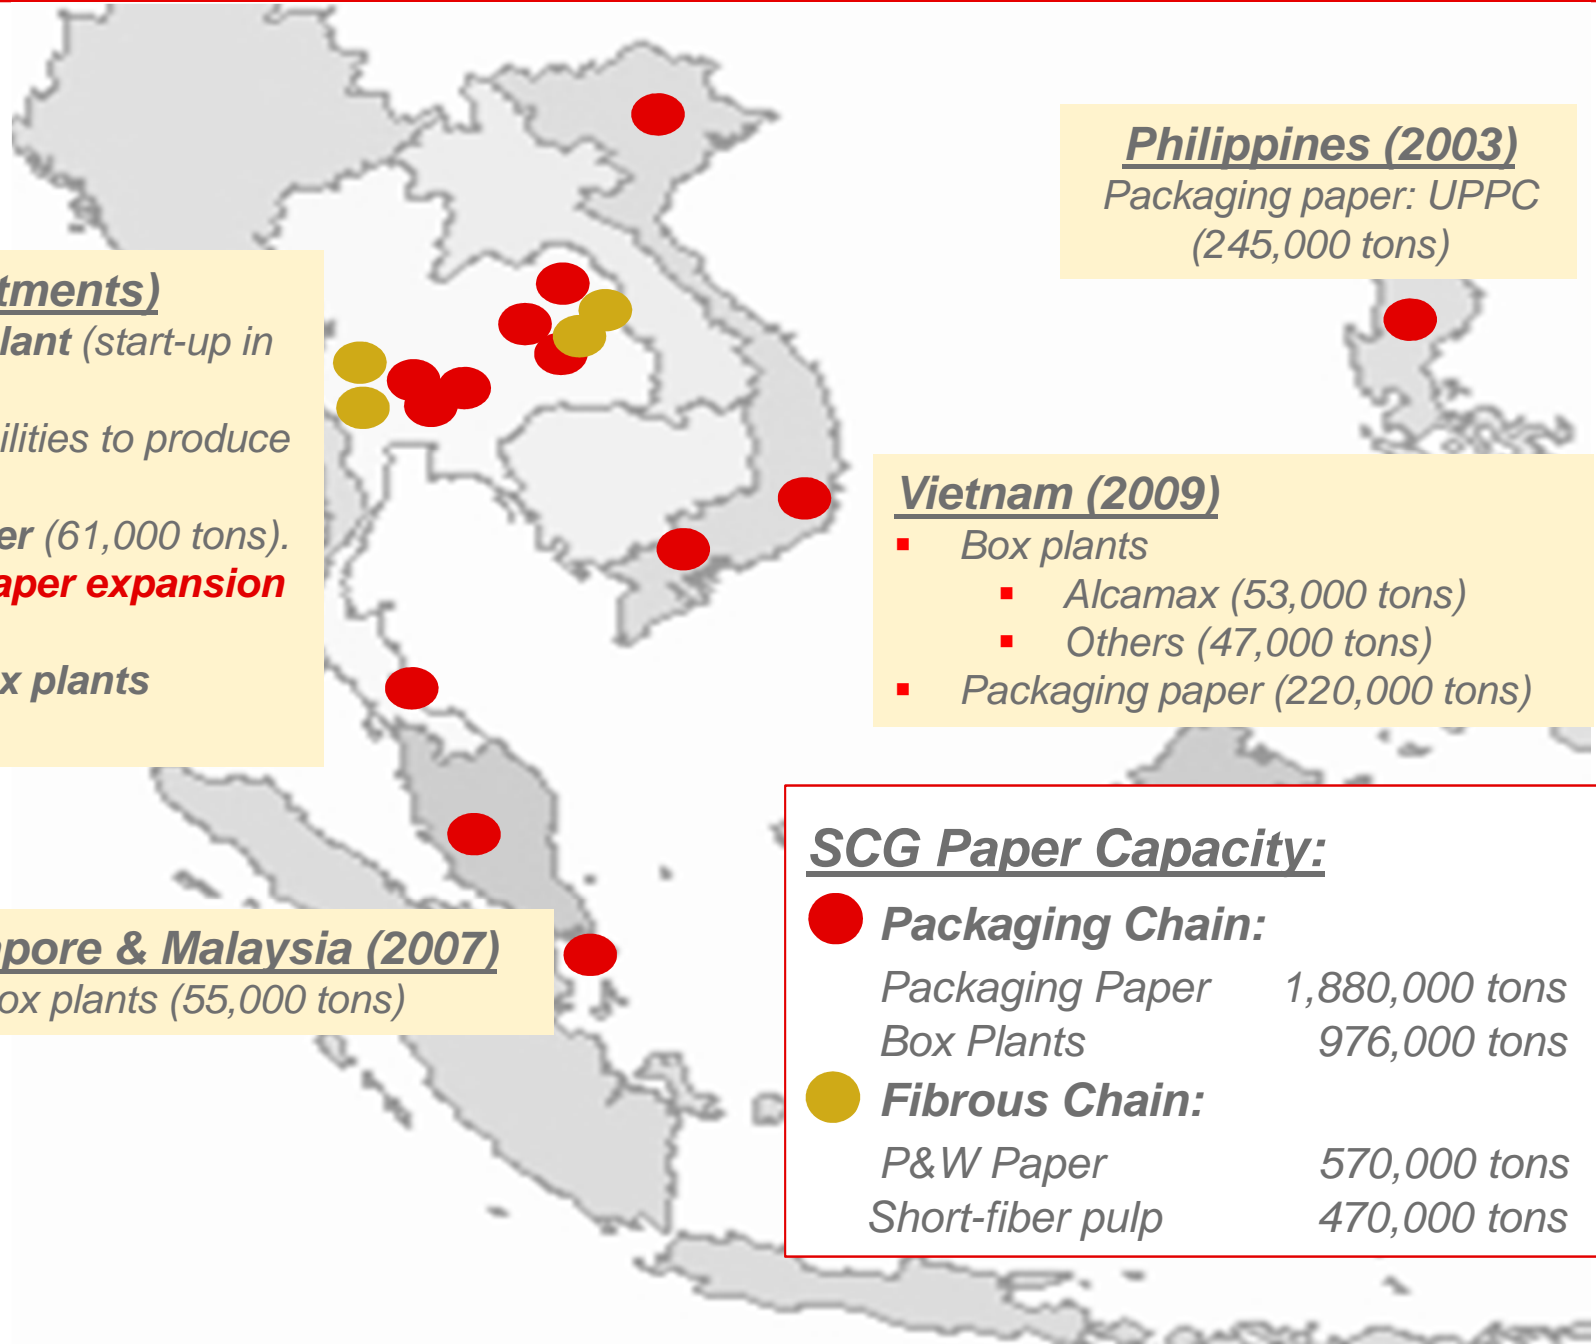 Philippines (2003)
Packaging paper: UPPC
(245,000 tons)
tments)
lant (start-up in
ilities to produce
er (61,000 tons).
aper expansion
x plants
Vietnam (2009)
▪ Box plants
▪ Alcamax (53,000 tons)
▪ Others (47,000 tons)
▪ Packaging paper (220,000 tons)
pore & Malaysia (2007)
ox plants (55,000 tons)
SCG Paper Capacity:
Packaging Chain:
Packaging Paper 1,880,000 tons
Box Plants 976,000 tons
Fibrous Chain:
P&W Paper 570,000 tons
Short-fiber pulp 470,000 tons